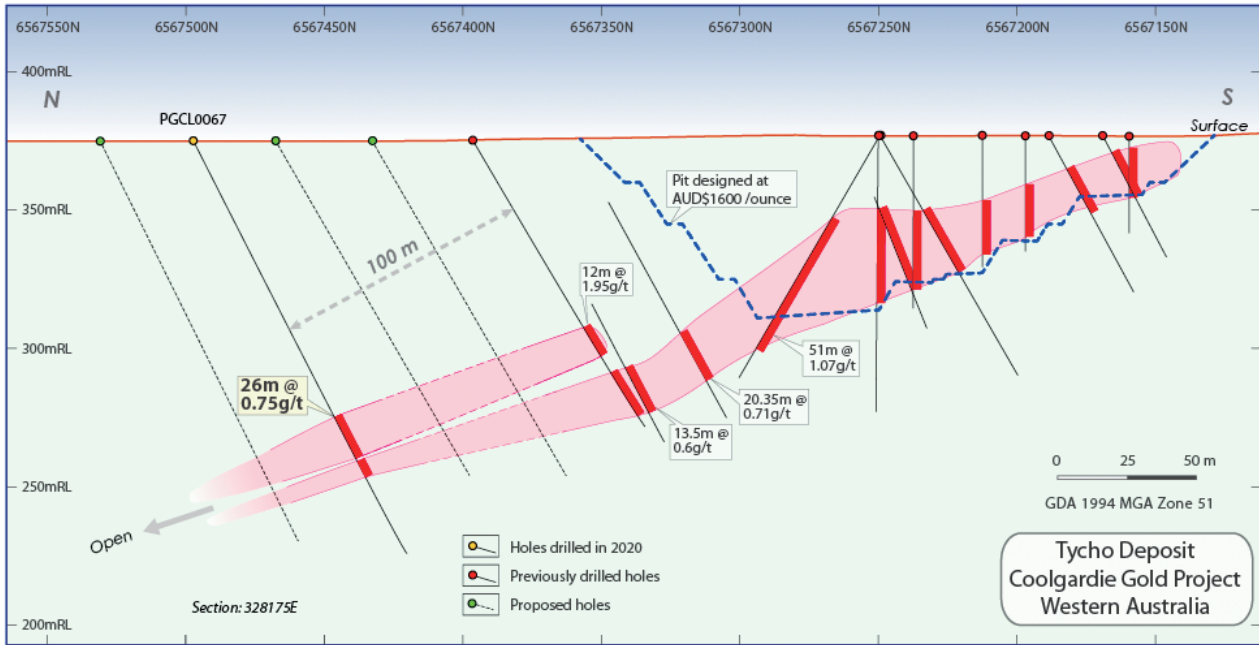 6567550N 6567500N 6567450N 6567400N 6567350N 6567300N 6567250N 6567200N 6567150N
400mRL
N
S
PGCL0067
Surface
350mRL
Pit designed at
AUD$1600 /ounce
100 m
12m @
1.95g/t
300mRL
51m @
1.07g/t
26m @
0.75g/t
20.35m @
0.71g/t
13.5m @
0.6g/t
0 25 50 m
250mRL
GDA 1994 MGA Zone 51
Open
Holes drilled in 2020
Previously drilled holes
Proposed holes
Tycho Deposit
Coolgardie Gold Project
Western Australia
Section: 328175E
200mRL